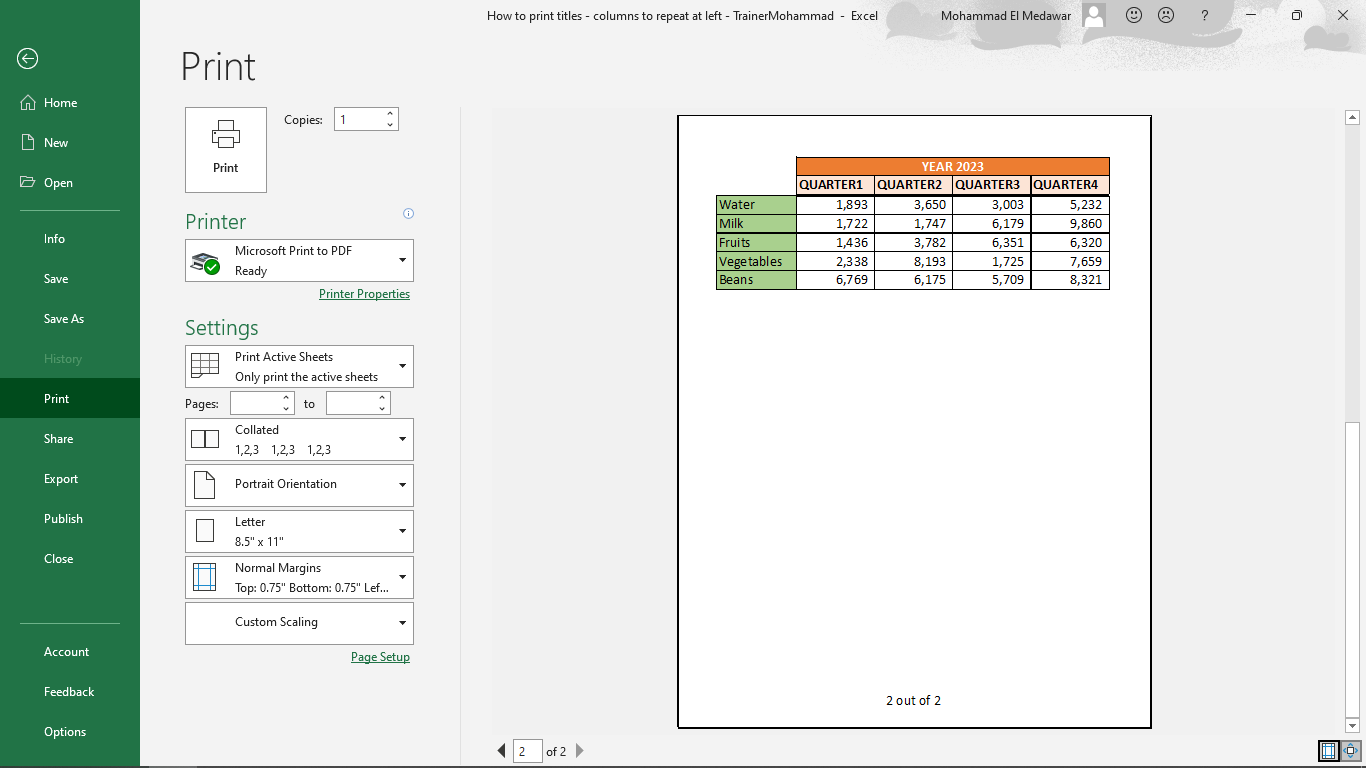 How to print titles - columns to repeat at left - TrainerMohammad - Excel
Mohammad El Medawar
?
Home
New
Open
Info
Save
Save As
History
Print
Share
Export
Publish
Close
Account
Feedback
Options
Print
Print
Copies: 1
Printer
Microsoft Print to PDF
Ready
Printer Properties
Settings
Print Active Sheets
Only print the active sheets
Pages: to
Collated
1,2,3 1,2,3 1,2,3
Portrait Orientation
Letter
8.5" x 11"
Normal Margins
Top: 0.75" Bottom: 0.75" Lef...
Custom Scaling
Page Setup
YEAR 2023
QUARTER1 QUARTER2 QUARTER3 QUARTER4
Water 1,893 3,650 3,003 5,232
Milk 1,722 1,747 6,179 9,860
Fruits 1,436 3,782 6,351 6,320
Vegetables 2,338 8,193 1,725 7,659
Beans 6,769 6,175 5,709 8,321
2 out of 2
2 of 2